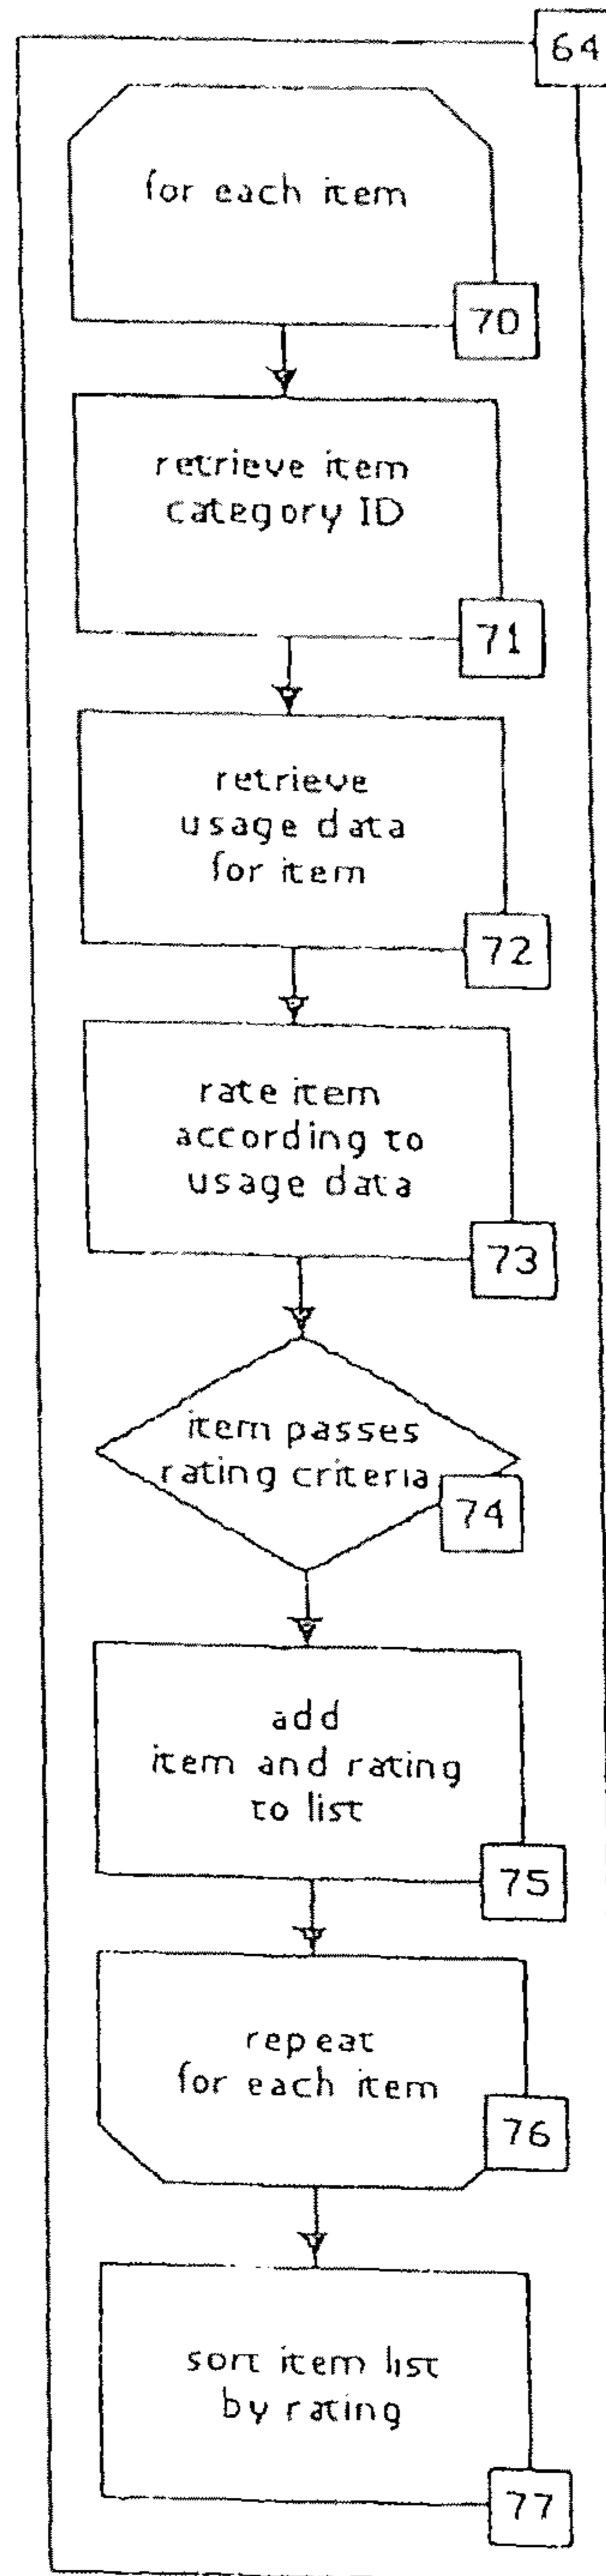 64
for each item
70
retrieve item
category ID
71
retrieve
usage data
for item
72
rate item
according to
usage data
73
item passes
rating criteria
74
add
item and rating
to list
75
repeat
for each item
76
sort item list
by rating
77